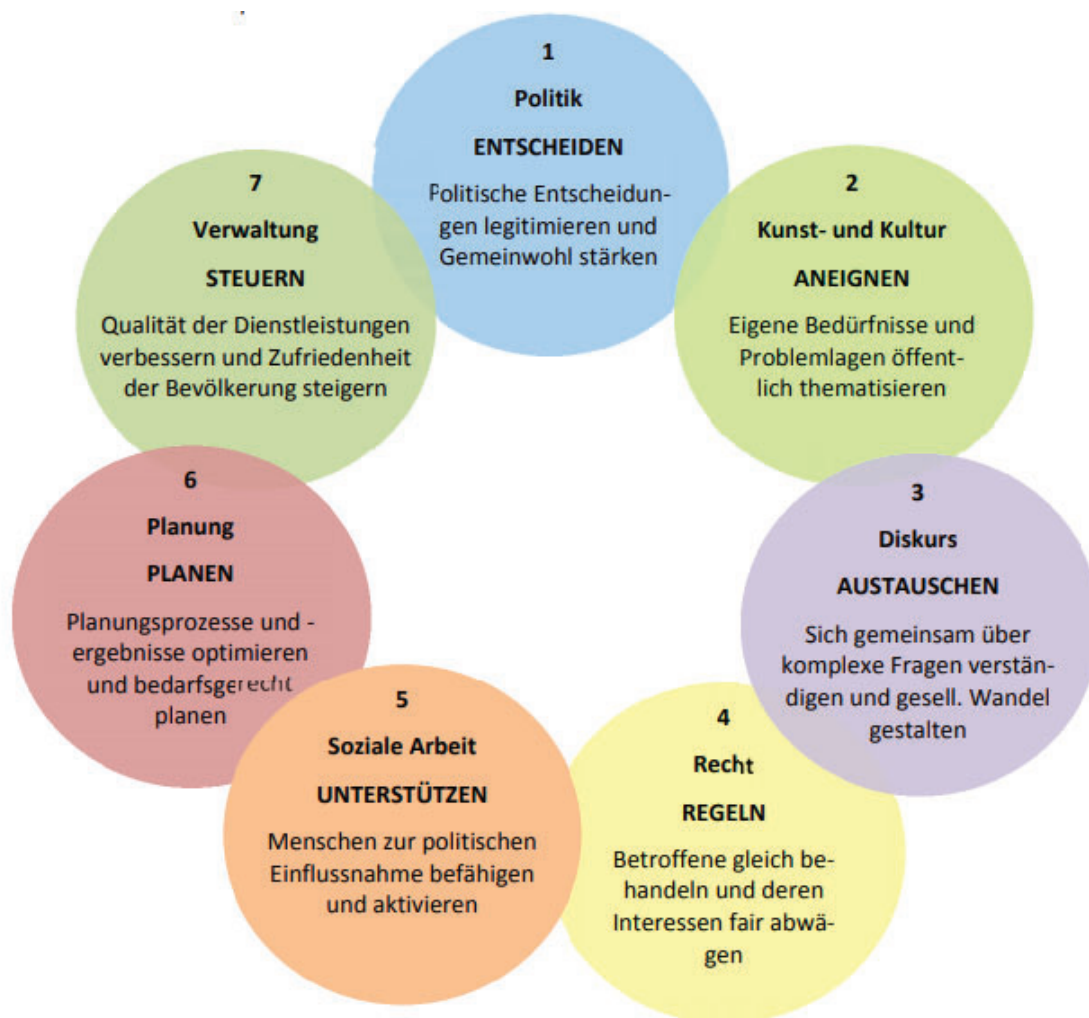 1
Politik
ENTSCHEIDEN
Politische Entscheidun-
gen legitimieren und
Gemeinwohl stärken
2
Kunst- und Kultur
ANEIGNEN
Eigene Bedürfnisse und
Problemlagen öffent-
lich thematisieren
3
Diskurs
AUSTAUSCHEN
Sich gemeinsam über
komplexe Fragen verstän-
digen und gesell. Wandel
gestalten
4
Recht
REGELN
Betroffene gleich be-
handeln und deren
Interessen fair abwä-
gen
5
Soziale Arbeit
UNTERSTÜTZEN
Menschen zur politischen
Einflussnahme befähigen
und aktivieren
6
Planung
PLANEN
Planungsprozesse und -
ergebnisse optimieren
und bedarfsgerecht
planen
7
Verwaltung
STEUERN
Qualität der Dienstleistungen
verbessern und Zufriedenheit
der Bevölkerung steigern